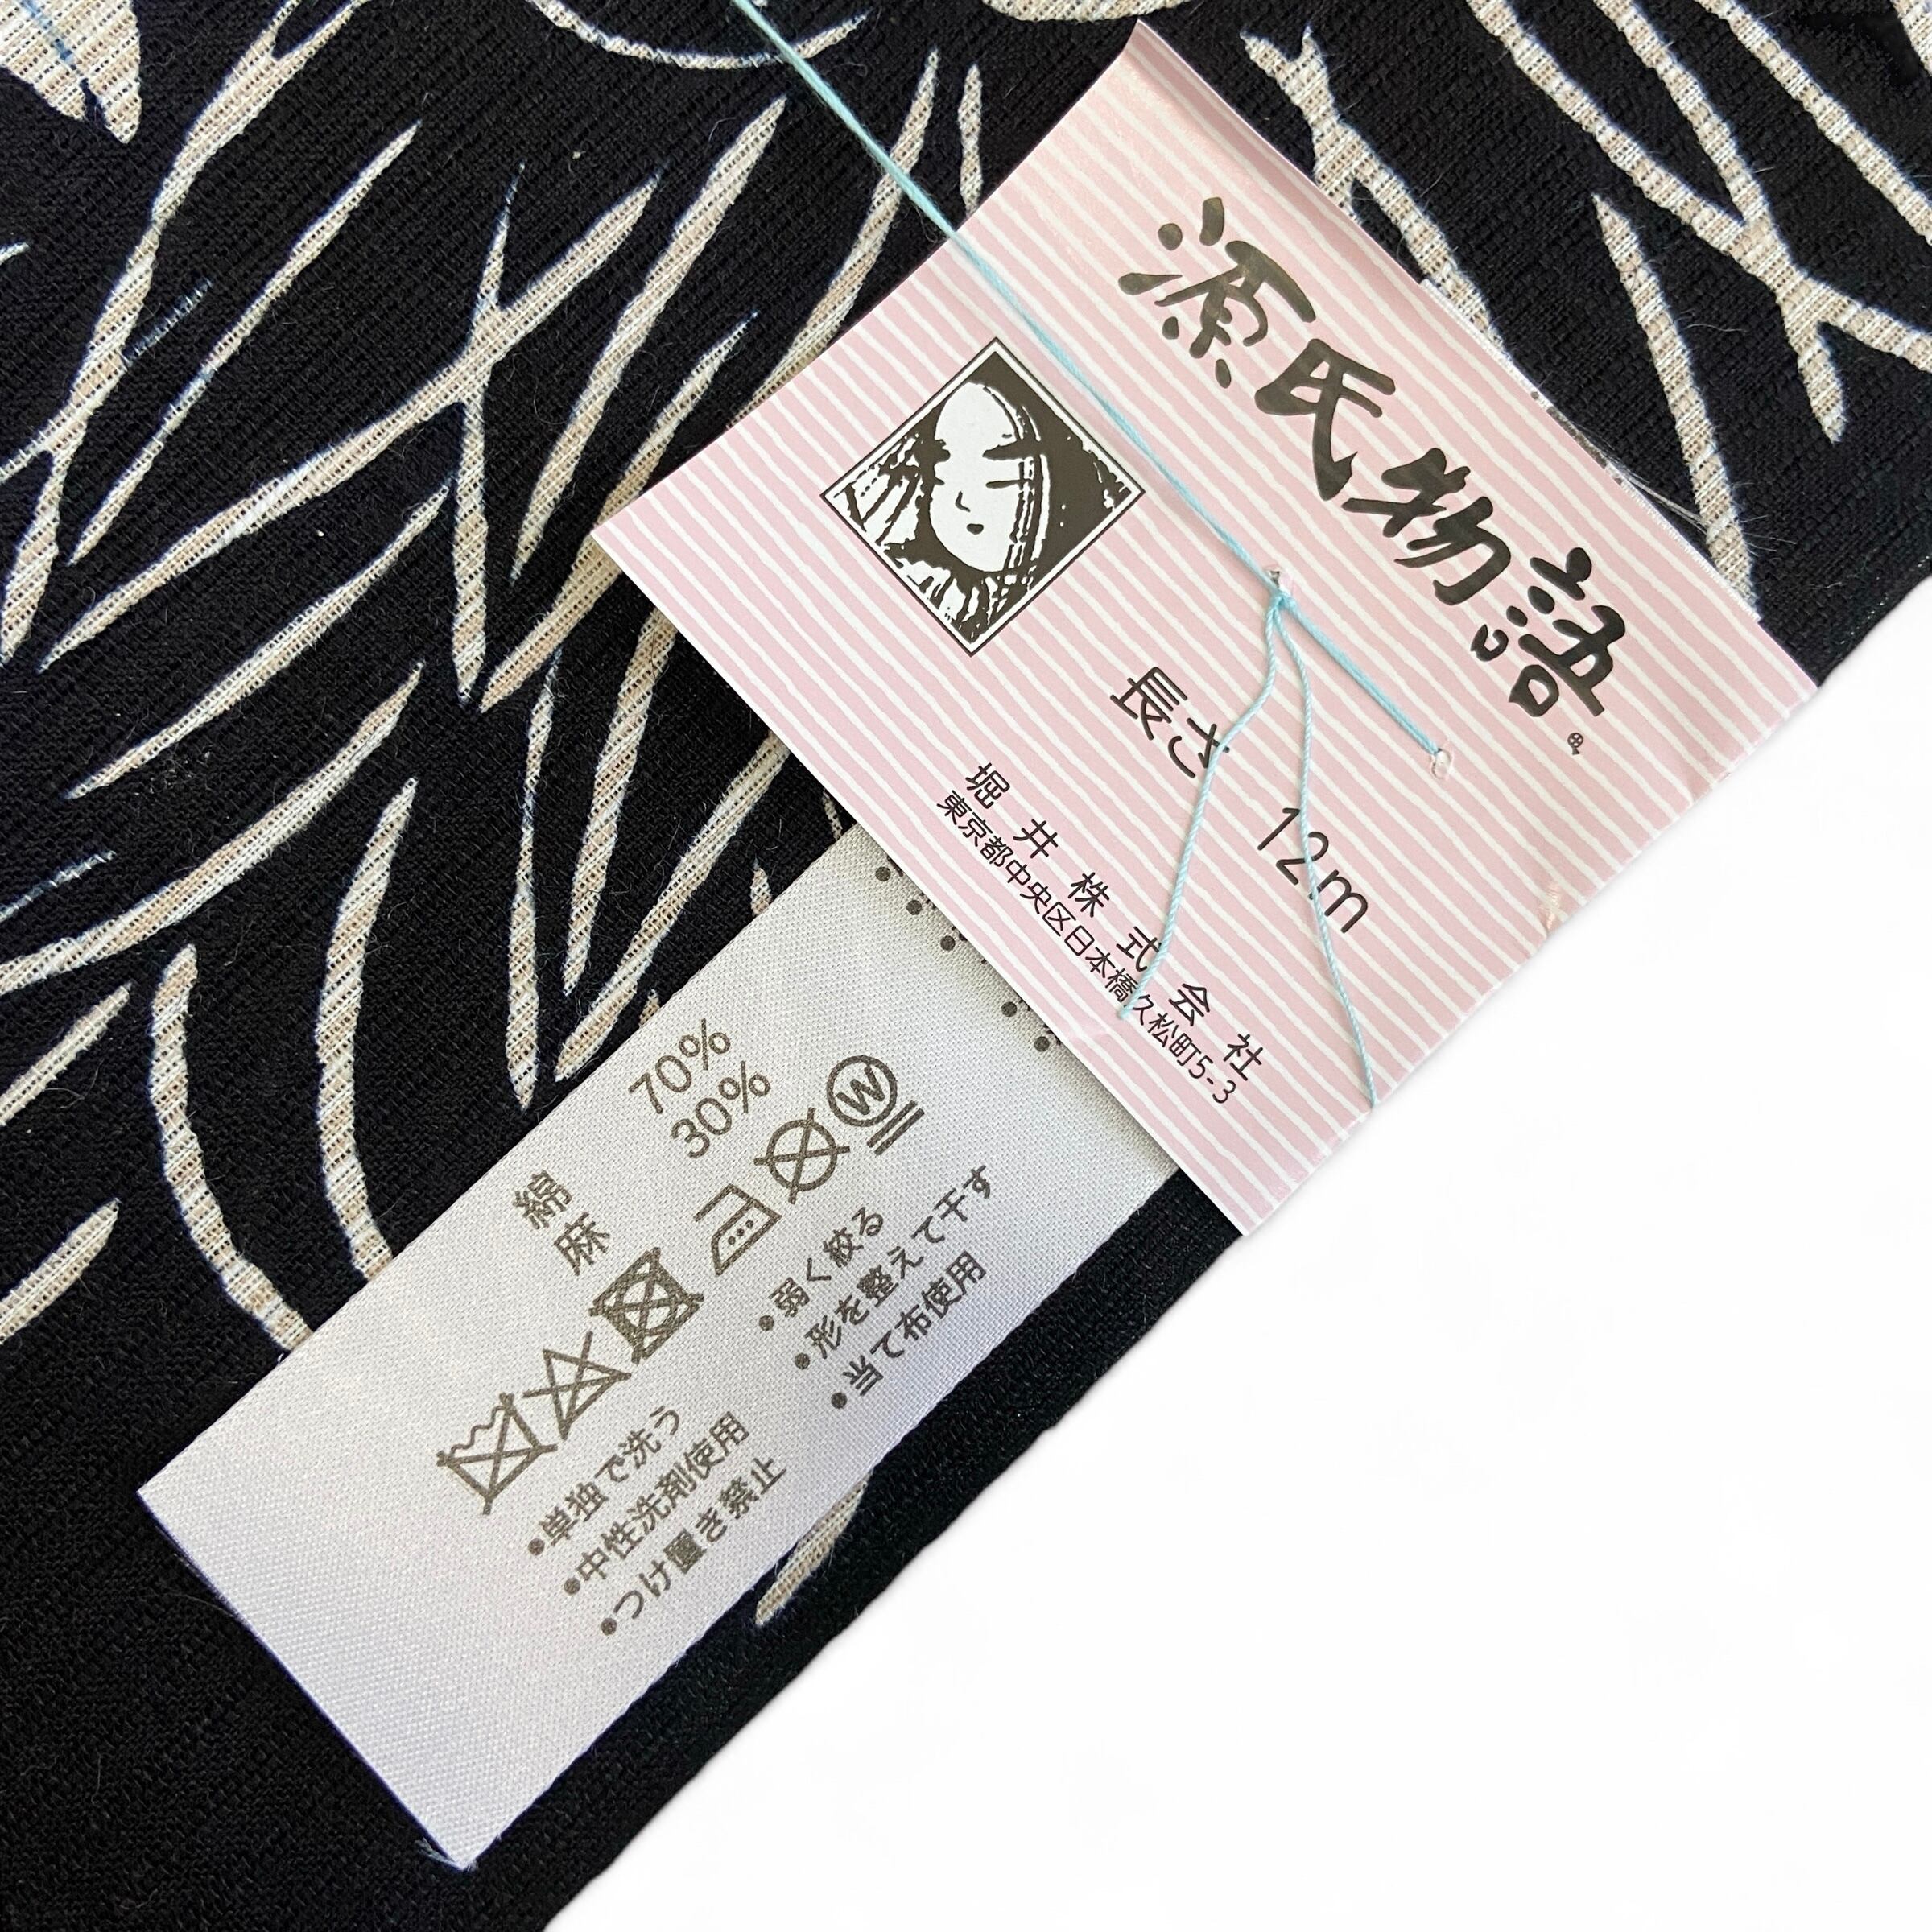 源氏物語
長さ 12m
堀井株式会社
東京都中央区日本橋久松町5-3
綿 70%
麻 30%
W
•単独で洗う
•中性洗剤使用
•つけ置き禁止
•弱く絞る
•形を整えて干す
•当て布使用